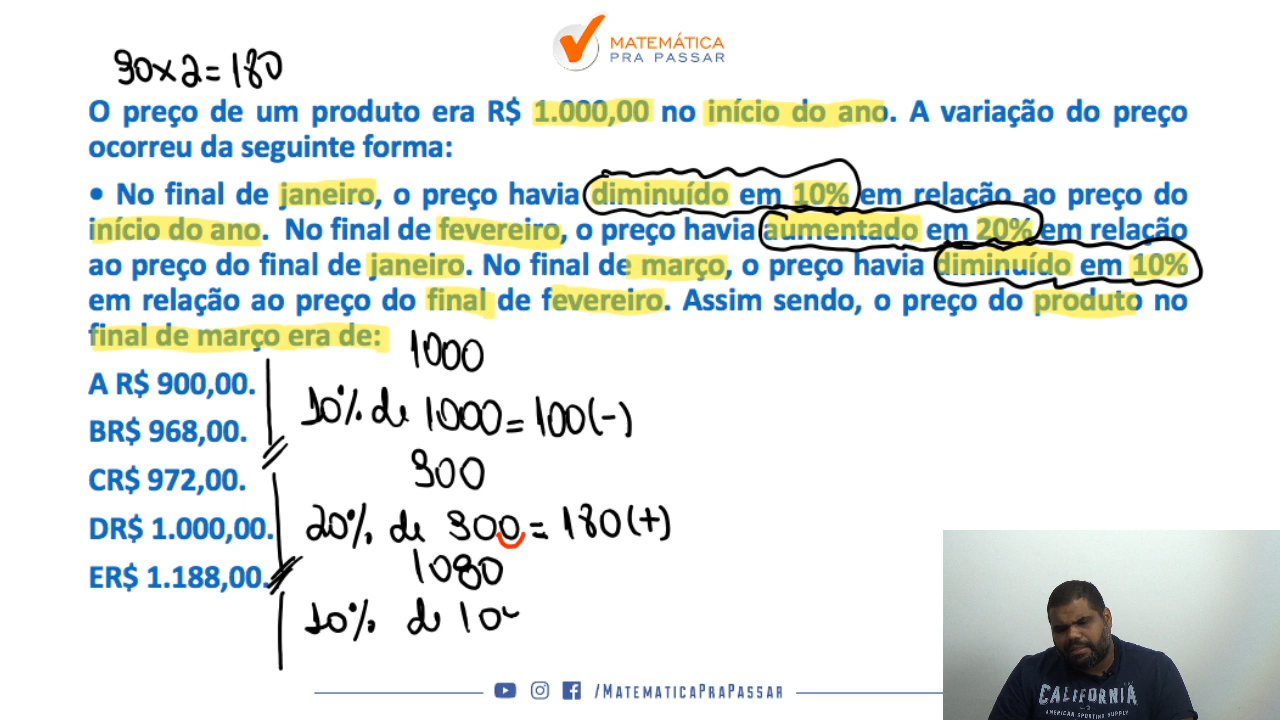 MATEMÁTICA
PRA PASSAR
90x2=180
O preço de um produto era R$ 1.000,00 no início do ano. A variação do preço
ocorreu da seguinte forma:
• No final de janeiro, o preço havia diminuído em 10% em relação ao preço do
início do ano. No final de fevereiro, o preço havia aumentado em 20% em relação
ao preço do final de janeiro. No final de março, o preço havia diminuído em 10%
em relação ao preço do final de fevereiro. Assim sendo, o preço do produto no
final de março era de:
1000
A R$ 900,00.
10% de 1000=100(-)
BR$ 968,00.
900
CR$ 972,00.
20% de 900=180(+)
DR$ 1.000,00.
1080
ER$ 1.188,00.
10% de 10
CALIFORNIA
/MATEMATICAPRAPASSAR